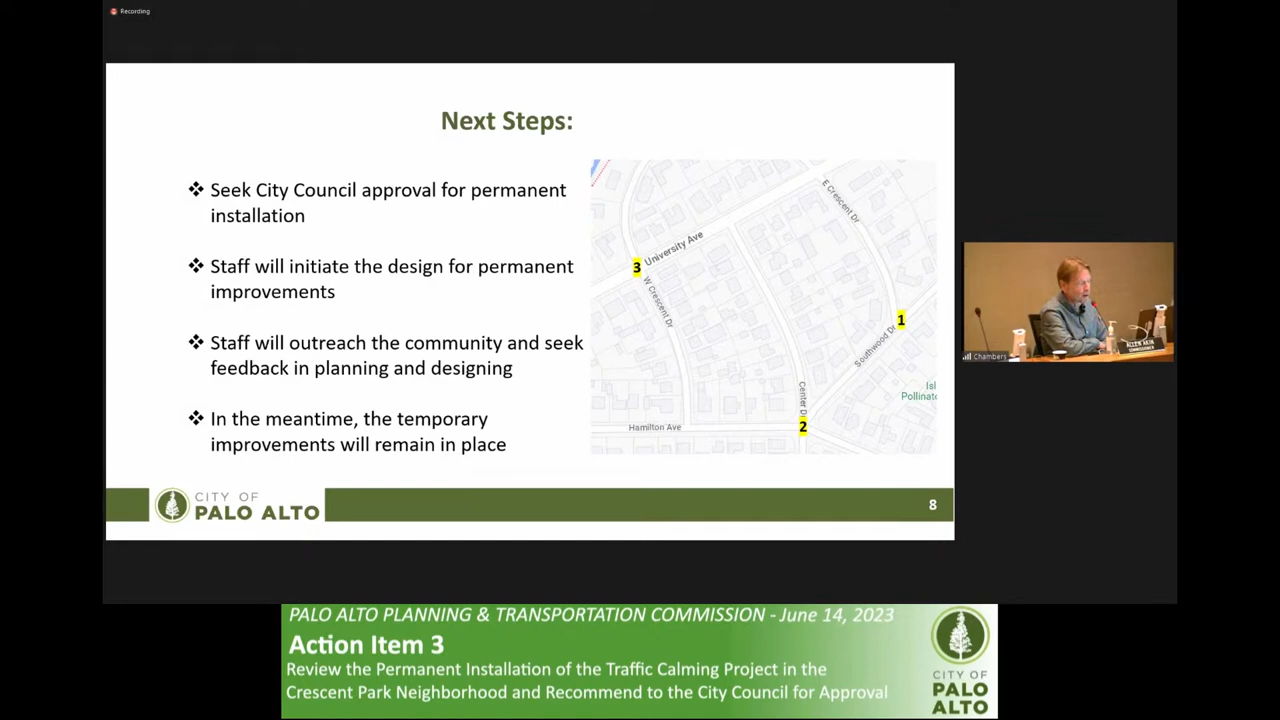 Recording
Next Steps:
❖ Seek City Council approval for permanent
installation
❖ Staff will initiate the design for permanent
improvements
❖ Staff will outreach the community and seek
feedback in planning and designing
❖ In the meantime, the temporary
improvements will remain in place
E Crescent Dr
University Ave
3
W Crescent Dr
1
Southwood Dr
Center Dr
Isl
Pollinato
Hamilton Ave
2
CITY OF
PALO ALTO
8
ALLEN AKIN
COMMISSIONER
Chambers
PALO ALTO PLANNING & TRANSPORTATION COMMISSION - June 14, 2023
Action Item 3
Review the Permanent Installation of the Traffic Calming Project in the
Crescent Park Neighborhood and Recommend to the City Council for Approval
CITY OF
PALO
ALTO